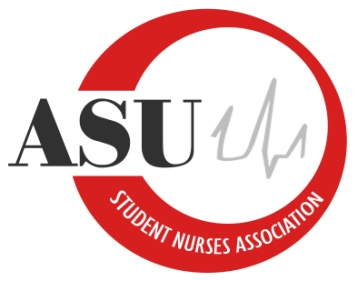 ASU
STUDENT NURSES ASSOCIATION